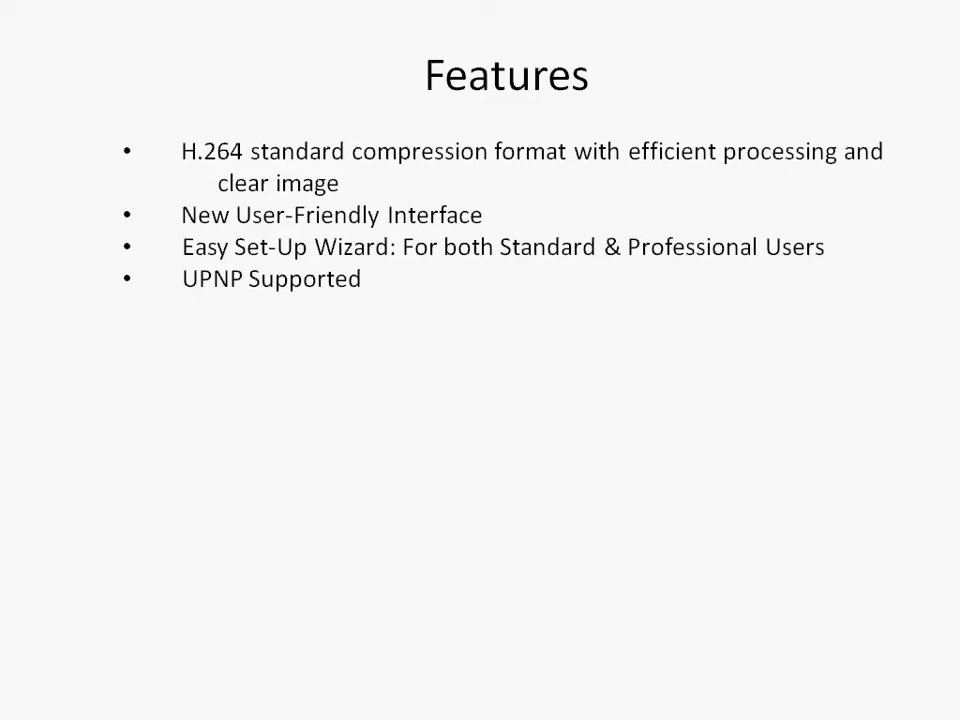 Features
• H.264 standard compression format with efficient processing and
clear image
• New User-Friendly Interface
• Easy Set-Up Wizard: For both Standard & Professional Users
• UPNP Supported